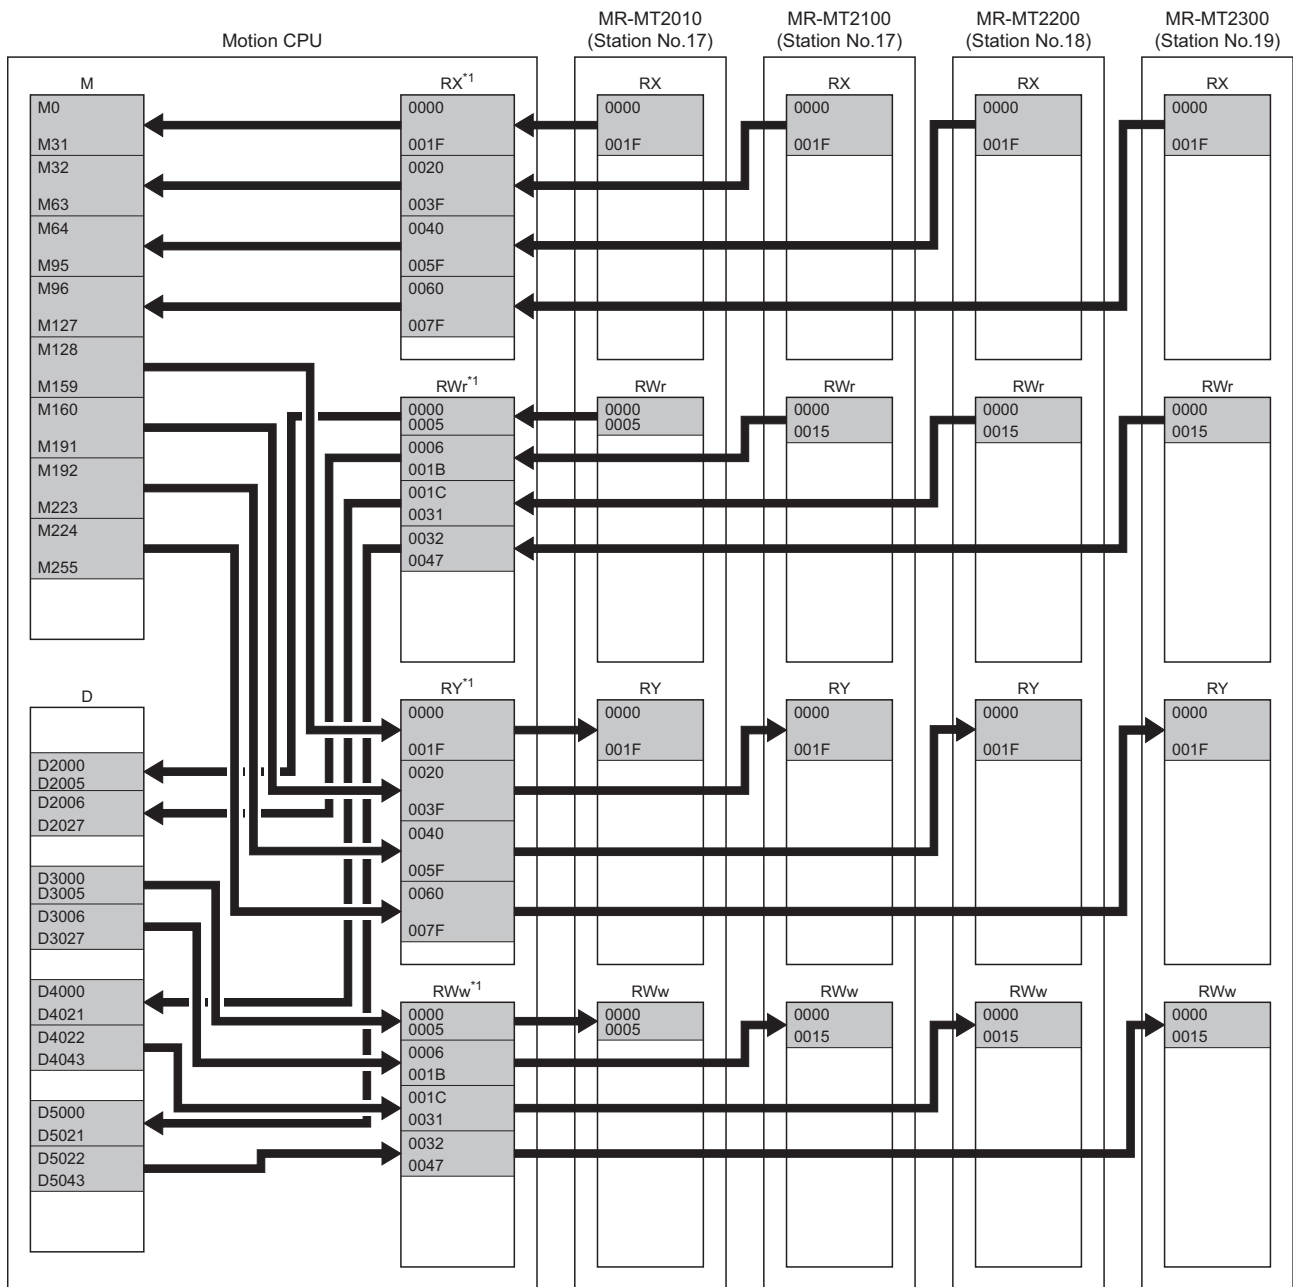 MR-MT2010 MR-MT2100 MR-MT2200 MR-MT2300
Motion CPU (Station No.17) (Station No.17) (Station No.18) (Station No.19)
M RX*1 RX RX RX RX
M0 0000 0000 0000 0000 0000
M31 001F 001F 001F 001F 001F
M32 0020
M63 003F
M64 0040
M95 005F
M96 0060
M127 007F
M128
M159 RWr*1 RWr RWr RWr RWr
M160 0000 0000 0000 0000 0000
0005 0005 0015 0015 0015
M191 0006
M192 001B
001C
M223 0031
M224 0032
M255 0047
D RY*1 RY RY RY RY
0000 0000 0000 0000 0000
001F 001F 001F 001F 001F
D2000 0020
D2005
D2006 003F
D2027 0040
D3000 005F
D3005 0060
D3006
D3027 007F
D4000 RWw*1 RWw RWw RWw RWw
D4021 0000 0000 0000 0000 0000
D4022 0005 0005 0015 0015 0015
D4043 0006
001B
001C
D5000 0031
D5021 0032
D5022 0047
D5043